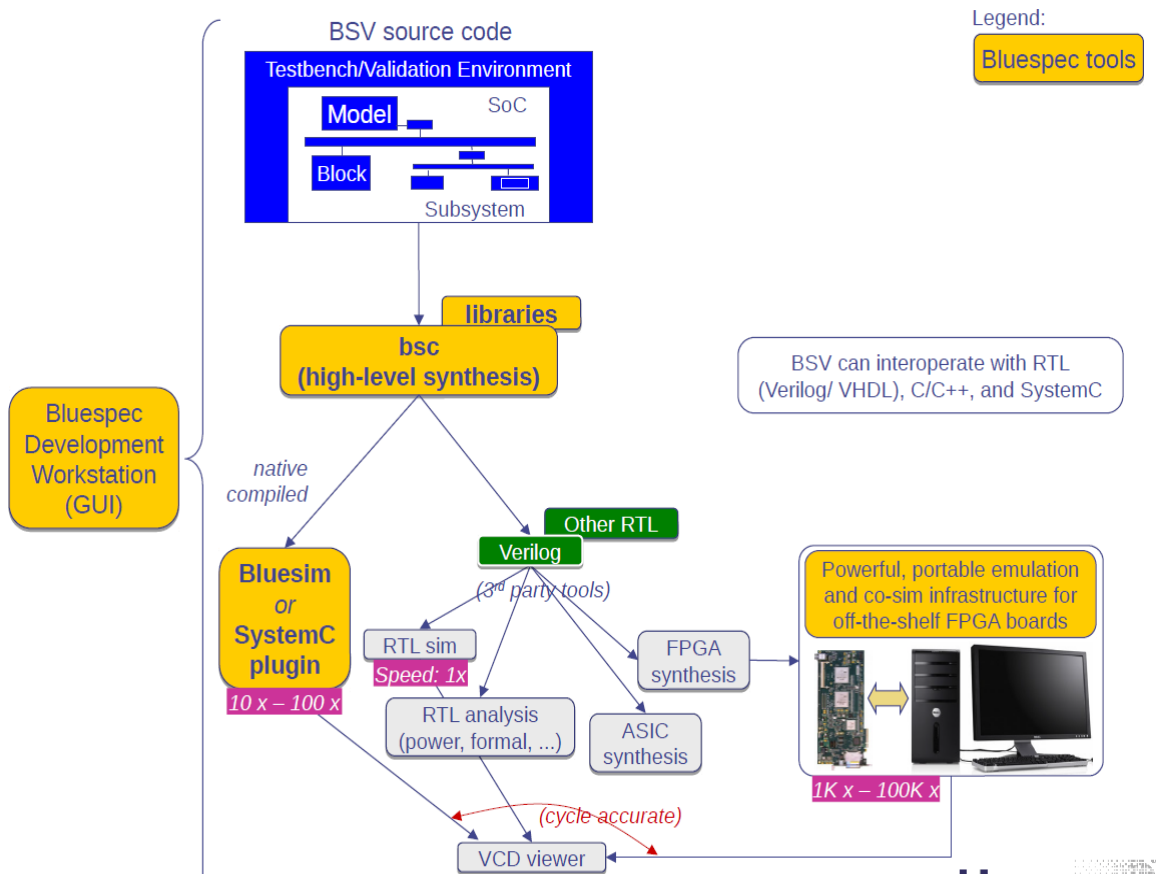 Legend:
Bluespec tools
BSV source code
Testbench/Validation Environment
SoC
Model
Block
Subsystem
libraries
bsc
(high-level synthesis)
BSV can interoperate with RTL
(Verilog/ VHDL), C/C++, and SystemC
Bluespec
Development
Workstation
(GUI)
native
compiled
Other RTL
Verilog
(3rd party tools)
Bluesim
or
SystemC
plugin
10 x – 100 x
RTL sim
Speed: 1x
RTL analysis
(power, formal, ...)
ASIC
synthesis
FPGA
synthesis
Powerful, portable emulation
and co-sim infrastructure for
off-the-shelf FPGA boards
1K x – 100K x
(cycle accurate)
VCD viewer